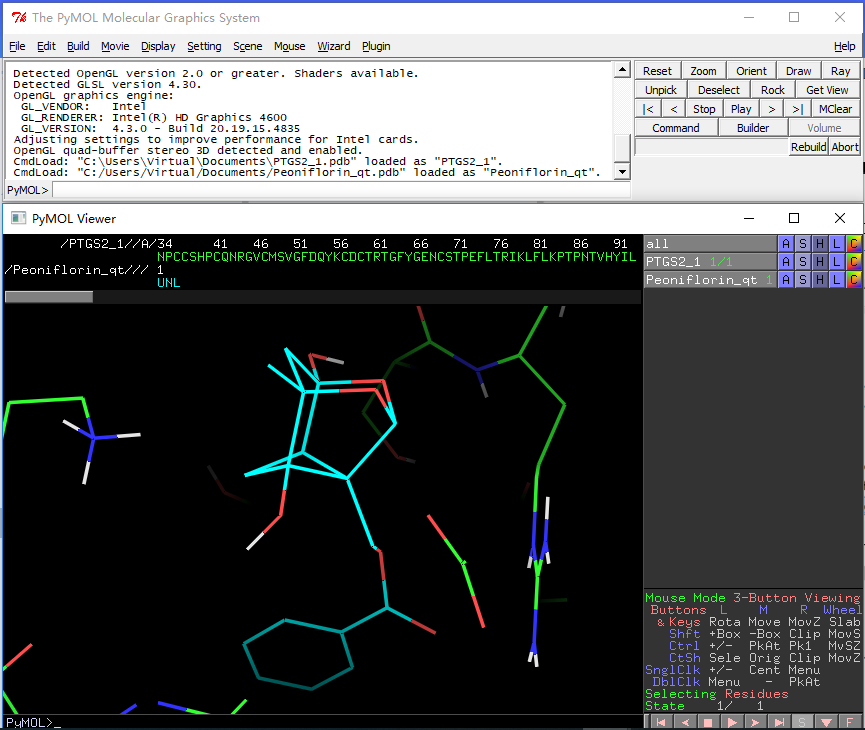 The PyMOL Molecular Graphics System
File Edit Build Movie Display Setting Scene Mouse Wizard Plugin Help
Detected OpenGL version 2.0 or greater. Shaders available.
Detected GLSL version 4.30.
OpenGL graphics engine:
GL_VENDOR: Intel
GL_RENDERER: Intel(R) HD Graphics 4600
GL_VERSION: 4.3.0 - Build 20.19.15.4835
Adjusting settings to improve performance for Intel cards.
OpenGL quad-buffer stereo 3D detected and enabled.
CmdLoad: "C:\Users\Virtual\Documents\PTGS2_1.pdb" loaded as "PTGS2_1".
CmdLoad: "C:/Users/Virtual/Documents/Peoniflorin_qt.pdb" loaded as "Peoniflorin_qt".
PyMOL>
Reset Zoom Orient Draw Ray
Unpick Deselect Rock Get View
|< < Stop Play > >| MClear
Command Builder Volume
Rebuild Abort
PyMOL Viewer
/PTGS2_1//A/34 41 46 51 56 61 66 71 76 81 86 91
NPCCSHPCQNRGVCMSVGFDQYKCDCTRTGFYGENCSTPEFLTRIKLFLKPTPNTVHYIL
/Peoniflorin_qt/// 1
UNL
all A S H L C
PTGS2_1 1/1 A S H L C
Peoniflorin_qt 1 A S H L C
Mouse Mode 3-Button Viewing
Buttons L M R Wheel
& Keys Rota Move MovZ Slab
Shft +Box -Box Clip MovS
Ctrl +/- PkAt Pk1 MvSZ
CtSh Sele Orig Clip MovZ
SnglClk +/- Cent Menu
DblClk Menu - PkAt
Selecting Residues
State 1/ 1
PyMOL>_
S F